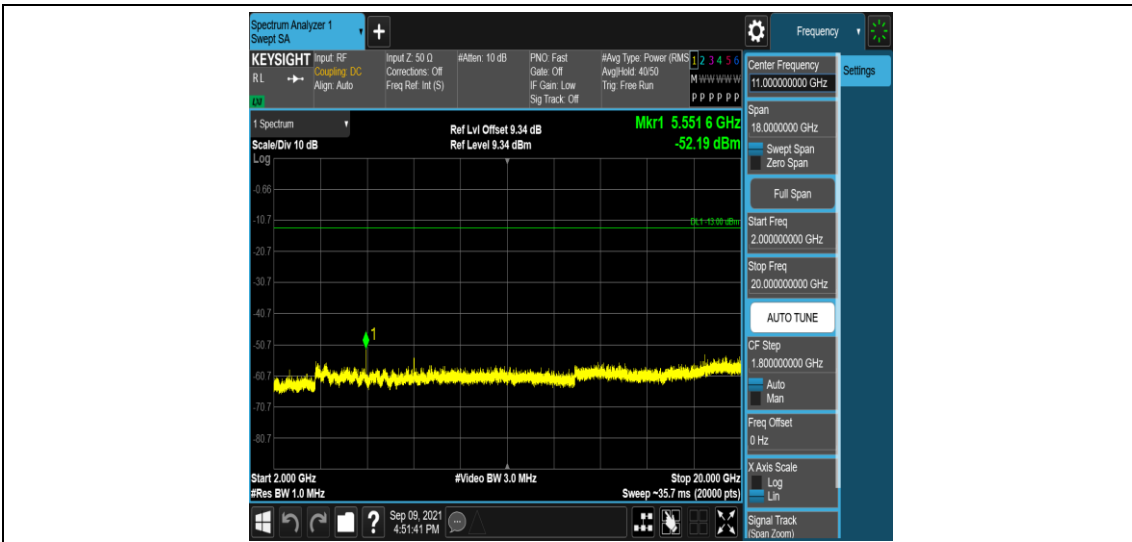 Spectrum Analyzer 1
Swept SA
+
Frequency
KEYSIGHT
RL
LXI
Input: RF
Coupling: DC
Align: Auto
Input Z: 50 Ω
Corrections: Off
Freq Ref: Int (S)
#Atten: 10 dB
PNO: Fast
Gate: Off
IF Gain: Low
Sig Track: Off
#Avg Type: Power (RMS
Avg|Hold: 40/50
Trig: Free Run
1 2 3 4 5 6
M W W W W W
P P P P P P
Center Frequency
11.000000000 GHz
Settings
Span
18.0000000 GHz
Swept Span
Zero Span
Full Span
Start Freq
2.000000000 GHz
Stop Freq
20.000000000 GHz
AUTO TUNE
CF Step
1.800000000 GHz
Auto
Man
Freq Offset
0 Hz
X Axis Scale
Log
Lin
Signal Track
(Span Zoom)
1 Spectrum
Scale/Div 10 dB
Log
Ref Lvl Offset 9.34 dB
Ref Level 9.34 dBm
Mkr1 5.551 6 GHz
-52.19 dBm
-0.66
-10.7
DL1 -13.00 dBm
-20.7
-30.7
-40.7
1
-50.7
-60.7
-70.7
-80.7
Start 2.000 GHz
#Res BW 1.0 MHz
#Video BW 3.0 MHz
Stop 20.000 GHz
Sweep ~35.7 ms (20000 pts)
?
Sep 09, 2021
4:51:41 PM